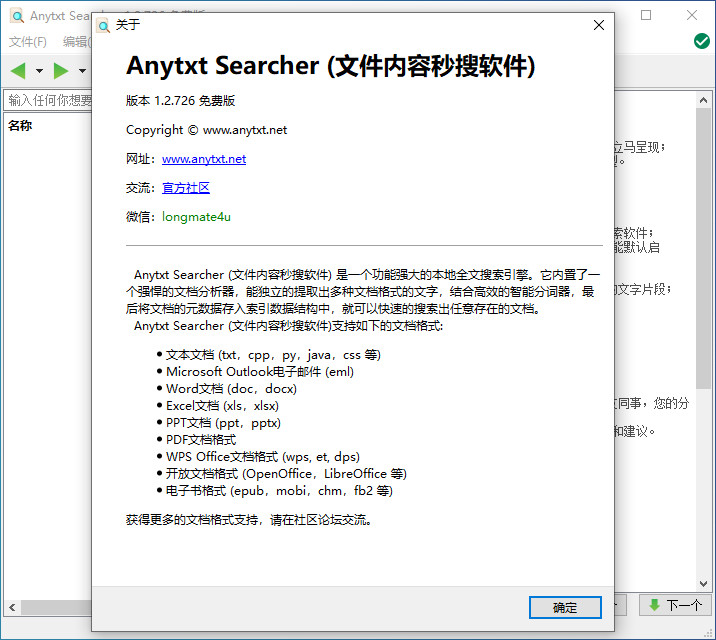 Anytxt Sea
关于
文件(F) 编辑(
输入任何你想要
名称
Anytxt Searcher (文件内容秒搜软件)
版本 1.2.726 免费版
Copyright © www.anytxt.net
网址：www.anytxt.net
交流：官方社区
微信：longmate4u
Anytxt Searcher (文件内容秒搜软件) 是一个功能强大的本地全文搜索引擎。它内置了一
个强悍的文档分析器，能独立的提取出多种文档格式的文字，结合高效的智能分词器，最
后将文档的元数据存入索引数据结构中，就可以快速的搜索出任意存在的文档。
Anytxt Searcher (文件内容秒搜软件)支持如下的文档格式:
• 文本文档 (txt，cpp，py，java，css 等)
• Microsoft Outlook电子邮件 (eml)
• Word文档 (doc，docx)
• Excel文档 (xls，xlsx)
• PPT文档 (ppt，pptx)
• PDF文档格式
• WPS Office文档格式 (wps, et, dps)
• 开放文档格式 (OpenOffice，LibreOffice 等)
• 电子书格式 (epub，mobi，chm，fb2 等)
获得更多的文档格式支持，请在社区论坛交流。
确定
立马呈现；
。
索软件；
能默认启
的文字片段；
同事，您的分
和建议。
下一个